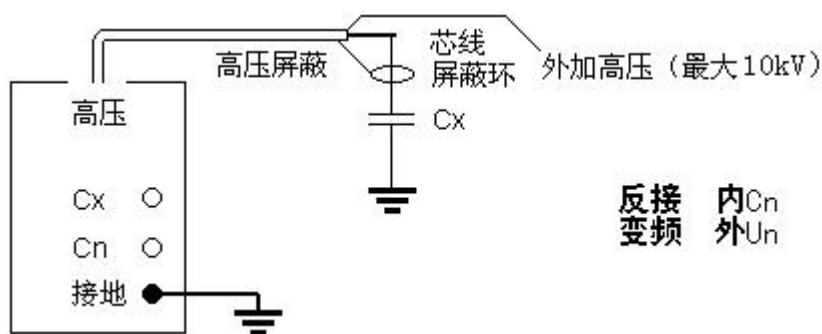 芯线
高压屏蔽
屏蔽环
外加高压（最大10kV）
高压
Cx
Cx
反接 内Cn
Cn
变频 外Un
接地